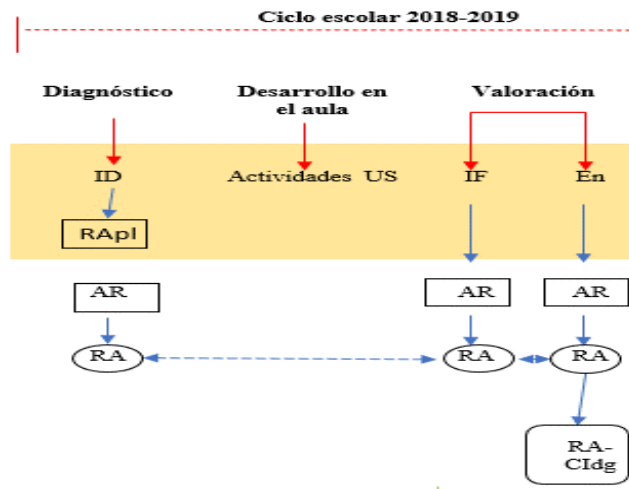 Ciclo escolar 2018-2019
Diagnóstico
Desarrollo en
el aula
Valoración
ID
Actividades US
IF
En
RApl
AR
AR
AR
RA
RA
RA
RA-
CIdg